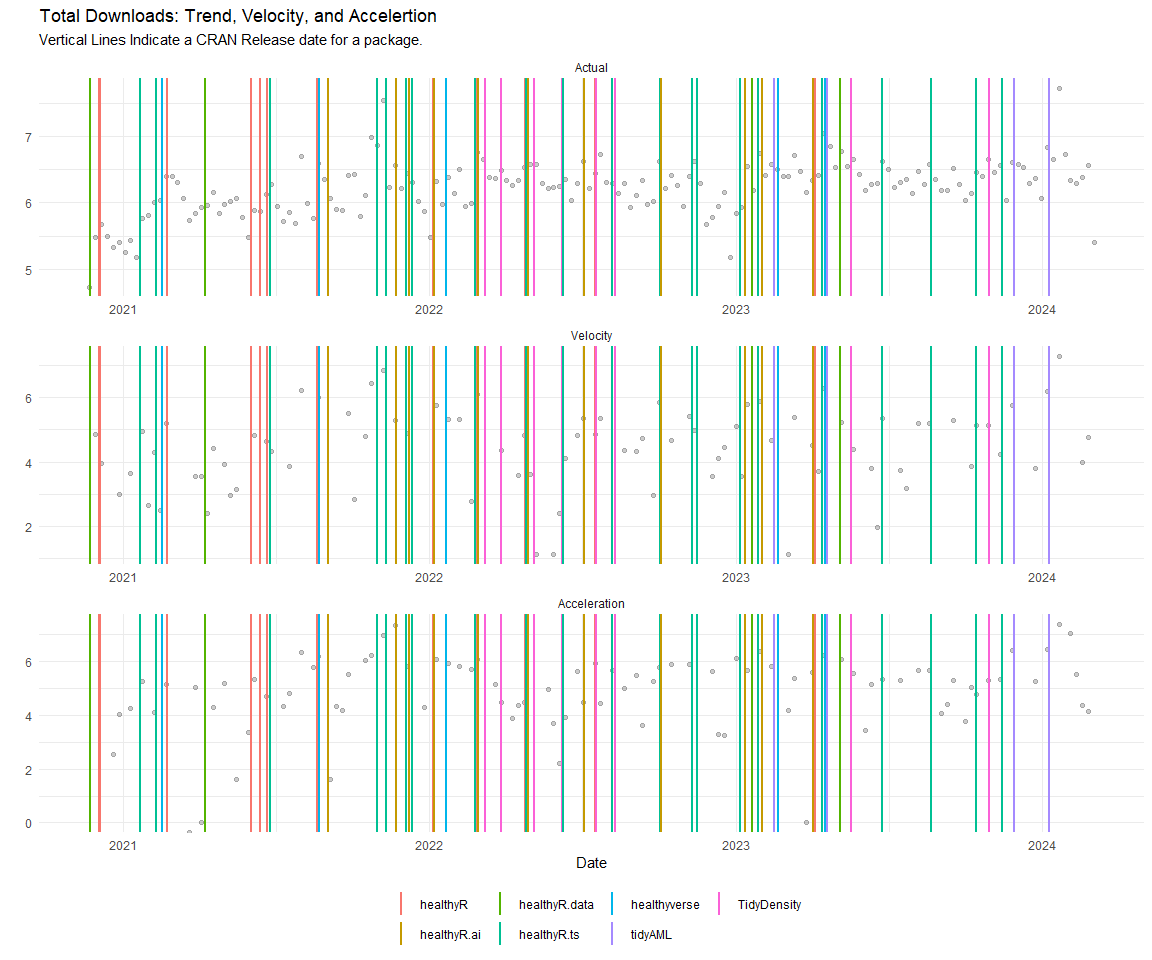 Total Downloads: Trend, Velocity, and Accelertion
Vertical Lines Indicate a CRAN Release date for a package.
Actual
7
6
5
2021 2022 2023 2024
Velocity
6
4
2
2021 2022 2023 2024
Acceleration
6
4
2
0
2021 2022 2023 2024
Date
healthyR healthyR.data healthyverse TidyDensity
healthyR.ai healthyR.ts tidyAML